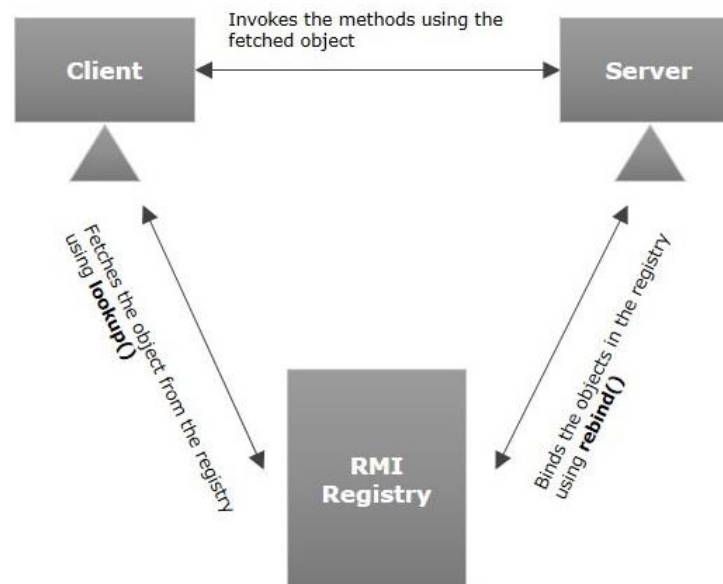 Invokes the methods using the
fetched object
Client
Server
Fetches the object from the registry
using lookup()
Binds the objects in the registry
using rebind()
RMI
Registry